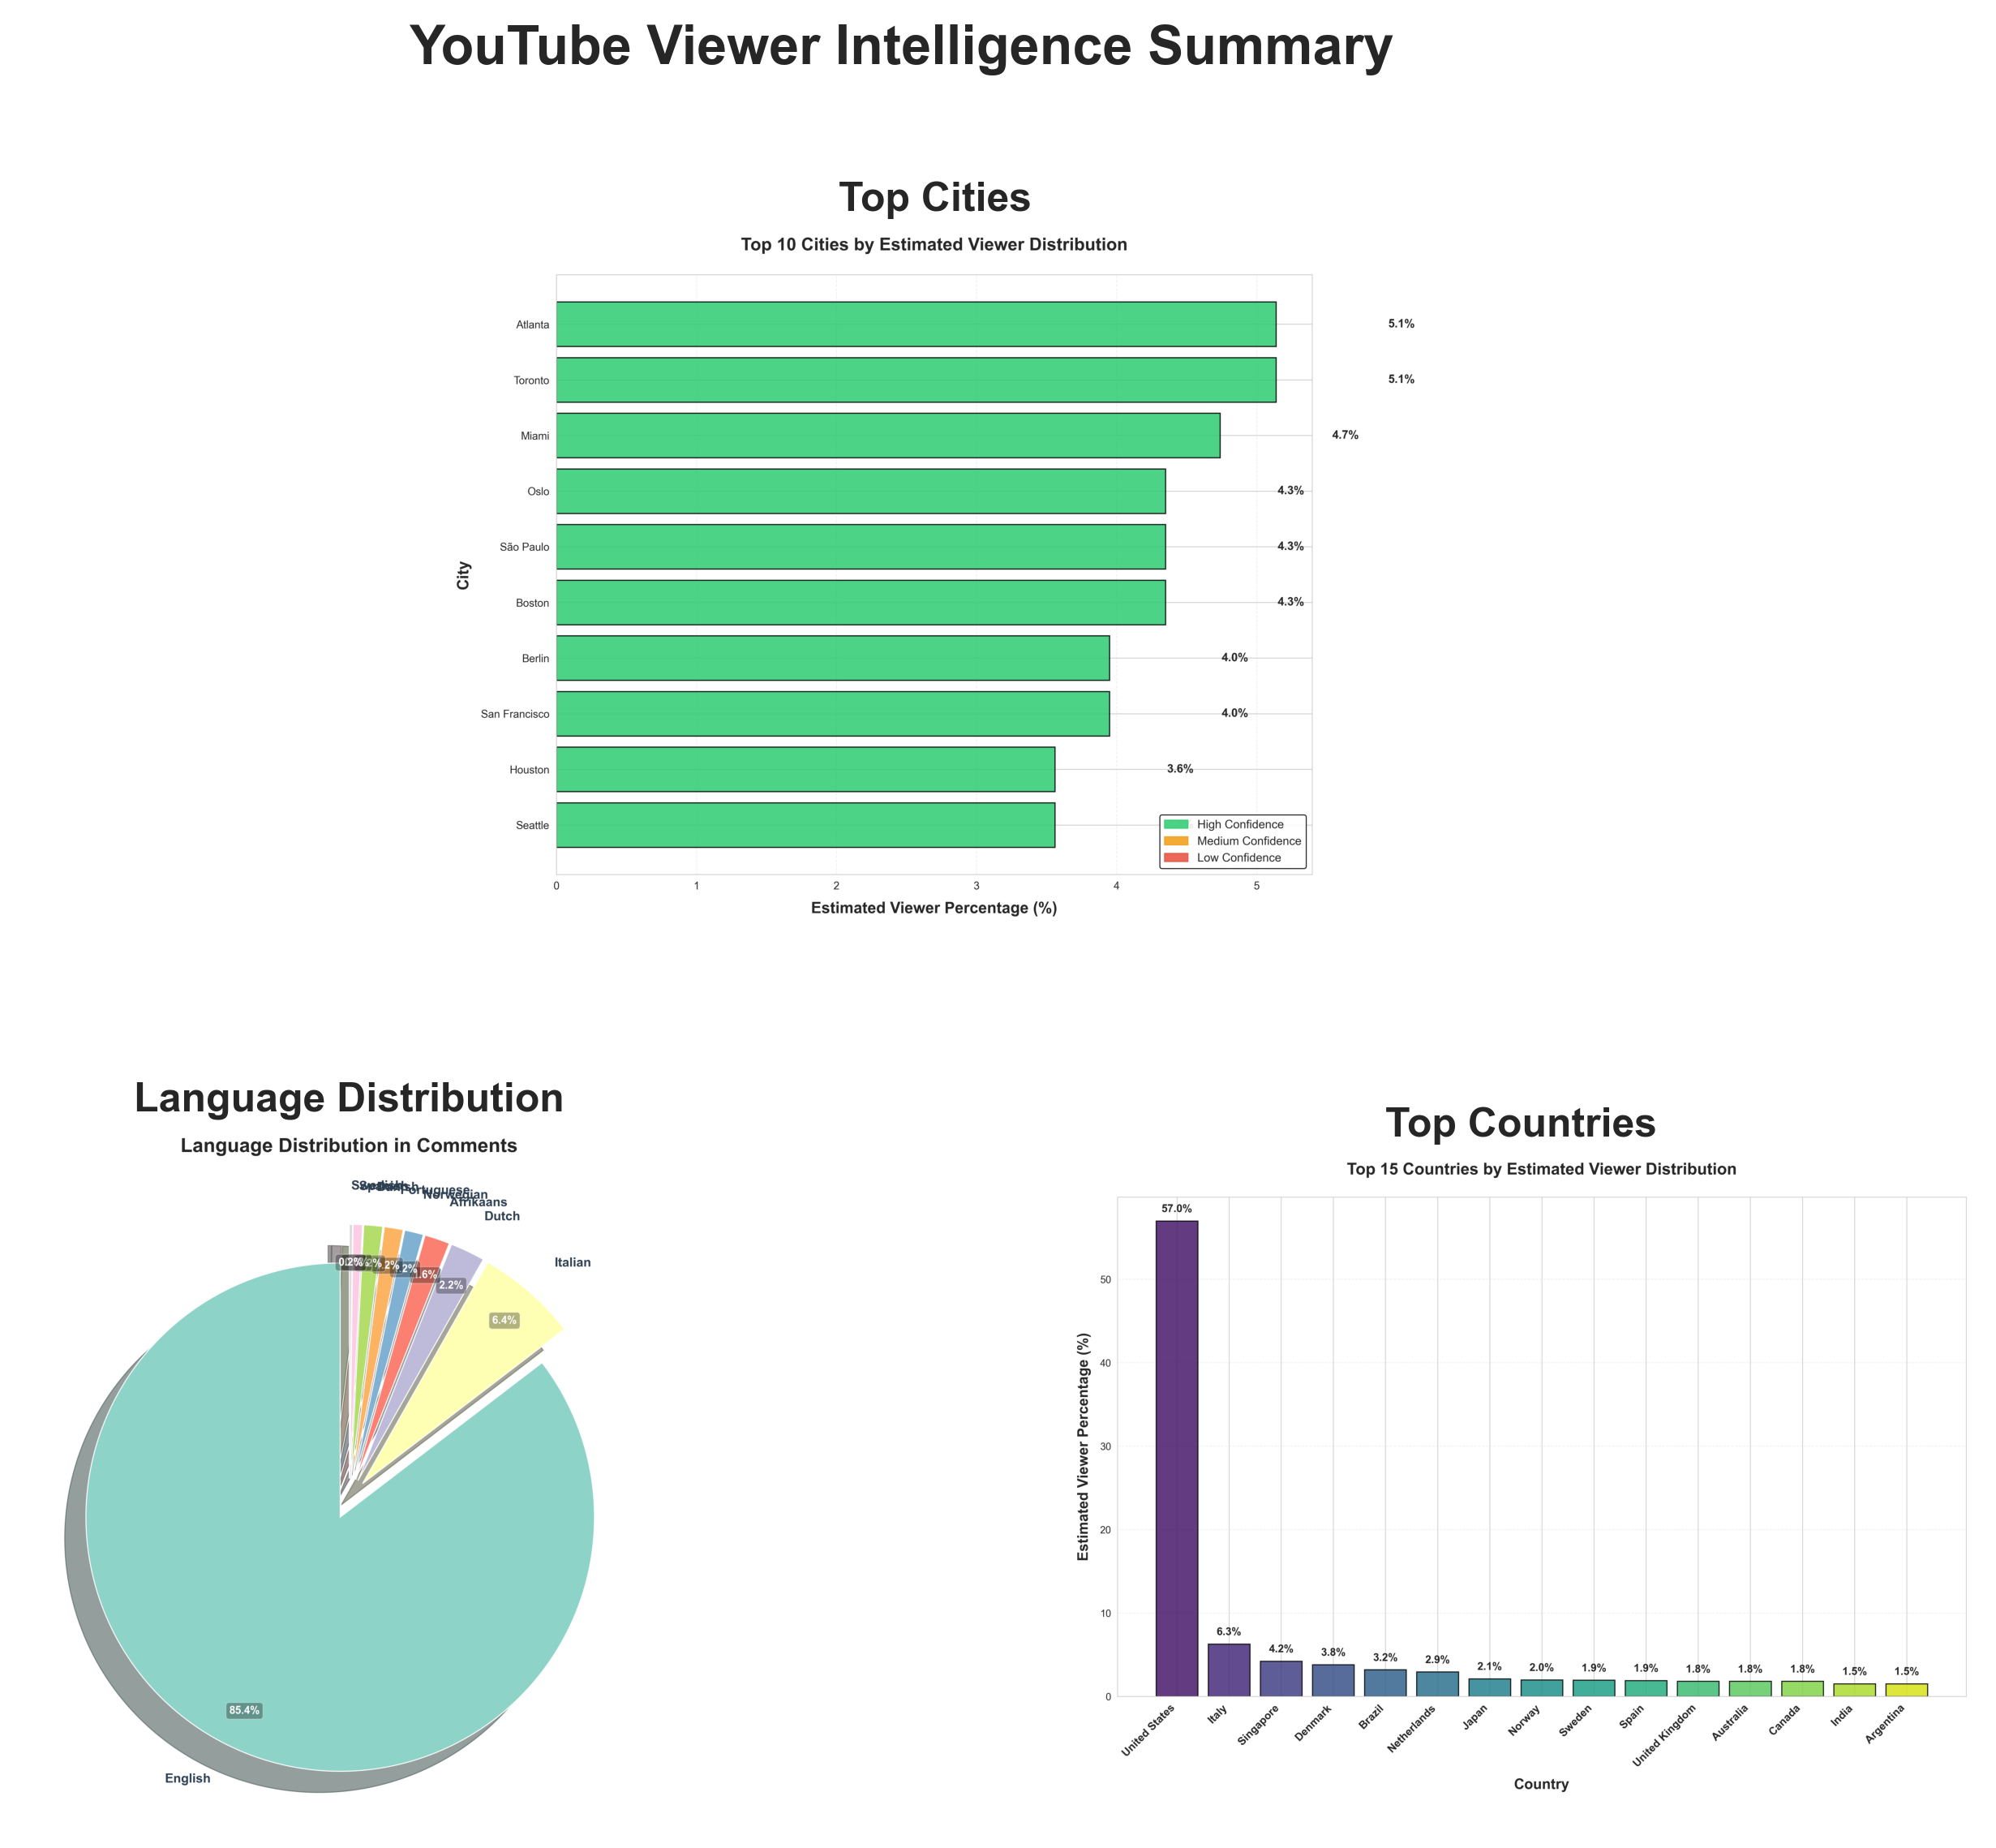 YouTube Viewer Intelligence Summary
Top Cities
Top 10 Cities by Estimated Viewer Distribution
Atlanta 5.1%
Toronto 5.1%
Miami 4.7%
Oslo 4.3%
São Paulo 4.3%
Boston 4.3%
Berlin 4.0%
San Francisco 4.0%
Houston 3.6%
Seattle
City
High Confidence
Medium Confidence
Low Confidence
0 1 2 3 4 5
Estimated Viewer Percentage (%)
Language Distribution
Language Distribution in Comments
Portuguese
Norwegian
Afrikaans
Dutch
Italian
2.2%
6.4%
85.4%
English
Top Countries
Top 15 Countries by Estimated Viewer Distribution
57.0% 6.3% 4.2% 3.8% 3.2% 2.9% 2.1% 2.0% 1.9% 1.9% 1.8% 1.8% 1.8% 1.5% 1.5%
50
40
30
20
10
0
Estimated Viewer Percentage (%)
United States Italy Singapore Denmark Brazil Netherlands Japan Norway Sweden Spain United Kingdom Australia Canada India Argentina
Country